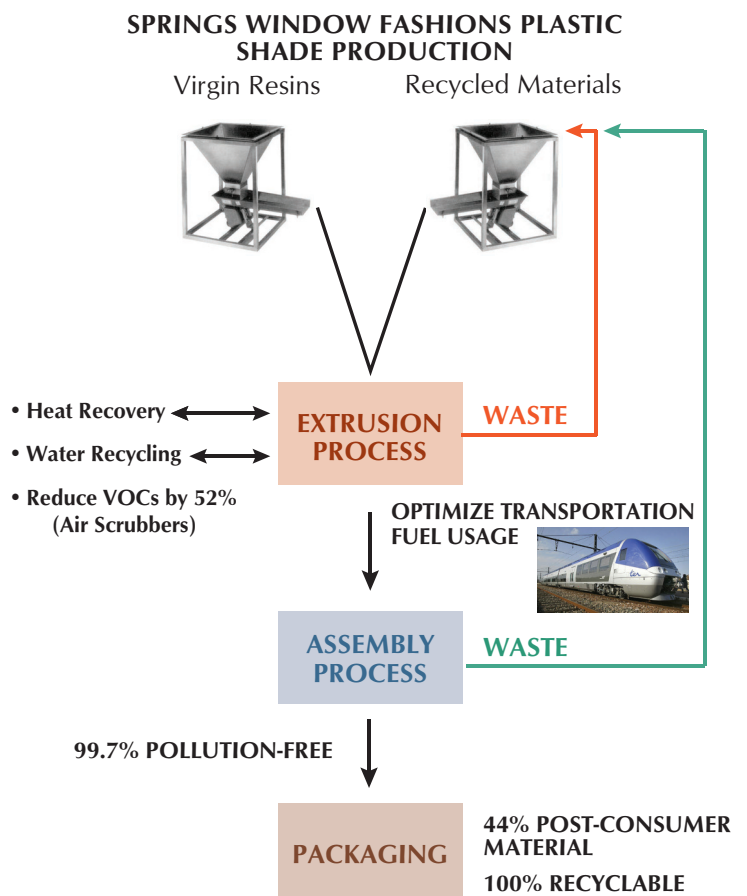 SPRINGS WINDOW FASHIONS PLASTIC
SHADE PRODUCTION
Virgin Resins
Recycled Materials
• Heat Recovery
• Water Recycling
• Reduce VOCs by 52%
(Air Scrubbers)
EXTRUSION
PROCESS
WASTE
OPTIMIZE TRANSPORTATION
FUEL USAGE
ter
ASSEMBLY
PROCESS
WASTE
99.7% POLLUTION-FREE
PACKAGING
44% POST-CONSUMER
MATERIAL
100% RECYCLABLE